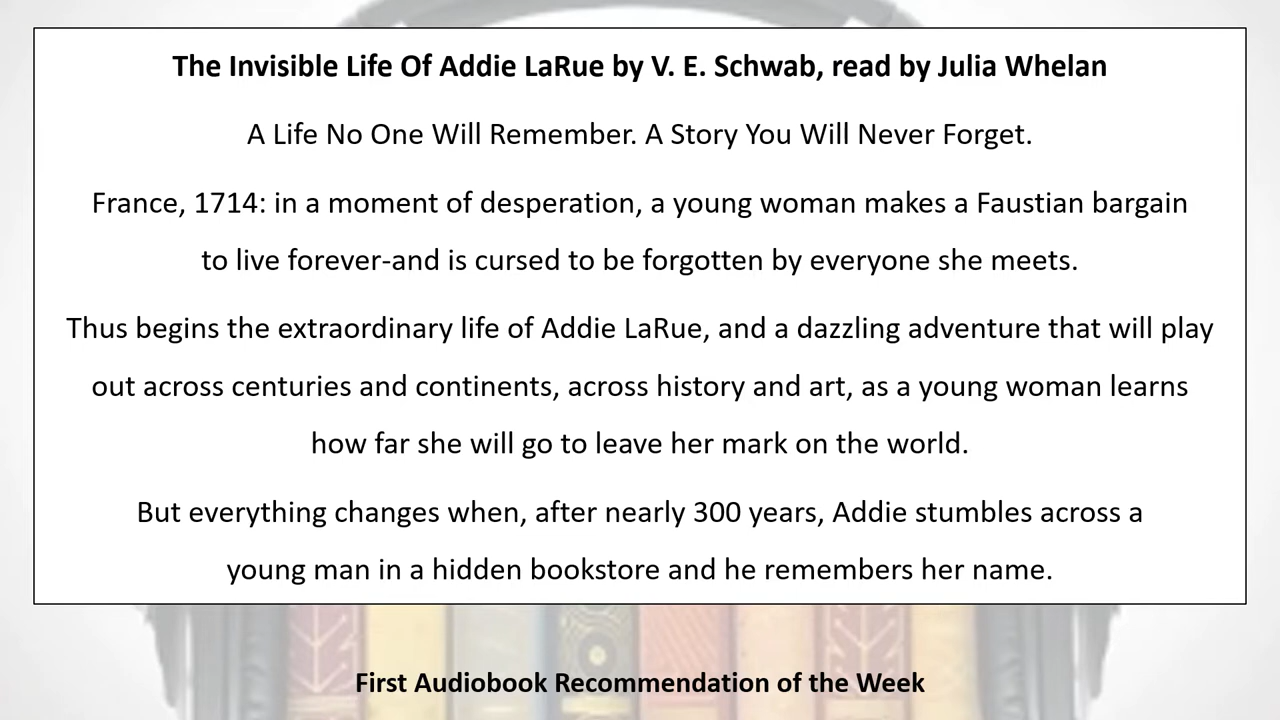 The Invisible Life Of Addie LaRue by V. E. Schwab, read by Julia Whelan
A Life No One Will Remember. A Story You Will Never Forget.
France, 1714: in a moment of desperation, a young woman makes a Faustian bargain
to live forever-and is cursed to be forgotten by everyone she meets.
Thus begins the extraordinary life of Addie LaRue, and a dazzling adventure that will play
out across centuries and continents, across history and art, as a young woman learns
how far she will go to leave her mark on the world.
But everything changes when, after nearly 300 years, Addie stumbles across a
young man in a hidden bookstore and he remembers her name.
First Audiobook Recommendation of the Week